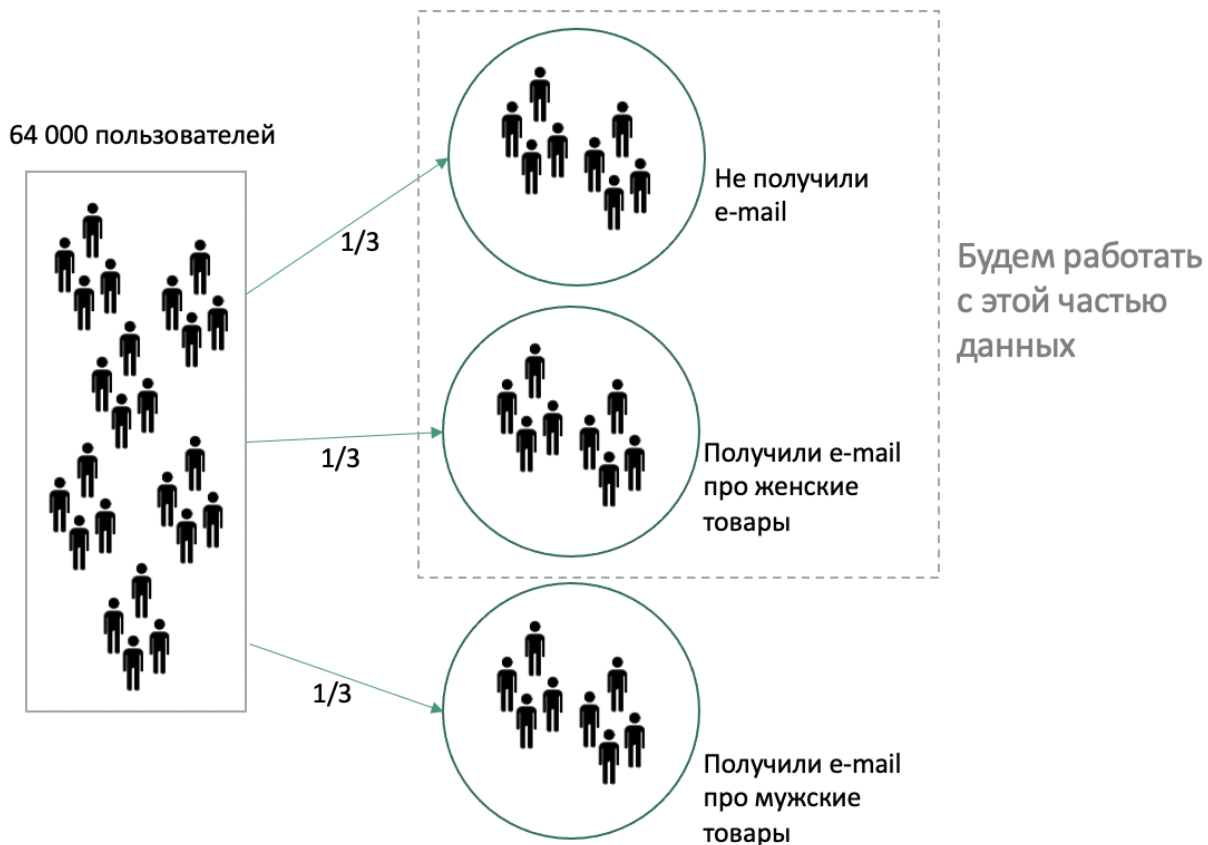 64 000 пользователей
1/3
Не получили
e-mail
Будем работать
с этой частью
данных
1/3
Получили e-mail
про женские
товары
1/3
Получили e-mail
про мужские
товары